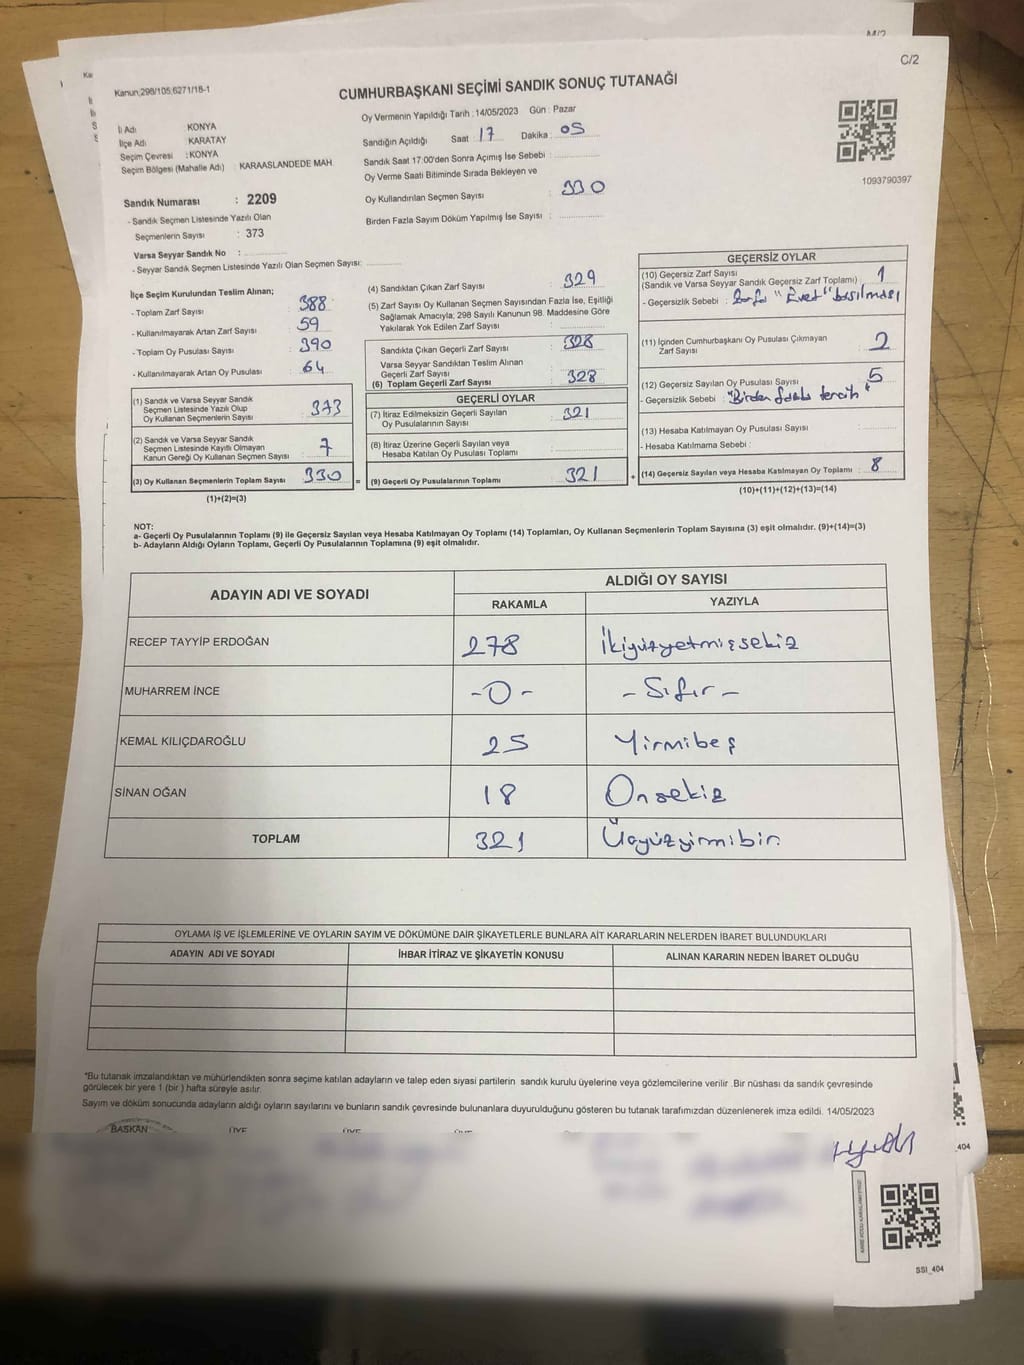 C/2
Kanun:298/105,6271/18-1
CUMHURBAŞKANI SEÇİMİ SANDIK SONUÇ TUTANAĞI
İl Adı KONYA
İlçe Adı KARATAY
Seçim Çevresi : KONYA
Seçim Bölgesi (Mahalle Adı) : KARAASLANDEDE MAH.
Oy Vermenin Yapıldığı Tarih : 14/05/2023 Gün : Pazar
Sandığın Açıldığı Saat : 17 Dakika : 05
Sandık Saat 17:00'den Sonra Açılmış İse Sebebi :
Oy Verme Saati Bitiminde Sırada Bekleyen ve
Oy Kullandırılan Seçmen Sayısı : 330
Birden Fazla Sayım Döküm Yapılmış İse Sayısı :
1093790397
Sandık Numarası : 2209
- Sandık Seçmen Listesinde Yazılı Olan
Seçmenlerin Sayısı : 373
Varsa Seyyar Sandık No :
- Seyyar Sandık Seçmen Listesinde Yazılı Olan Seçmen Sayısı:
İlçe Seçim Kurulundan Teslim Alınan;
- Toplam Zarf Sayısı : 388
- Kullanılmayarak Artan Zarf Sayısı : 59
- Toplam Oy Pusulası Sayısı : 390
- Kullanılmayarak Artan Oy Pusulası : 64
(1) Sandık ve Varsa Seyyar Sandık
Seçmen Listesinde Yazılı Olup
Oy Kullanan Seçmenlerin Sayısı : 373
(2) Sandık ve Varsa Seyyar Sandık
Seçmen Listesinde Kayıtlı Olmayan
Kanun Gereği Oy Kullanan Seçmen Sayısı : 7
(3) Oy Kullanan Seçmenlerin Toplam Sayısı : 330
(1)+(2)=(3)
(4) Sandıktan Çıkan Zarf Sayısı : 329
(5) Zarf Sayısı Oy Kullanan Seçmen Sayısından Fazla İse, Eşitliği
Sağlamak Amacıyla, 298 Sayılı Kanunun 98. Maddesine Göre
Yakılarak Yok Edilen Zarf Sayısı :
Sandıkta Çıkan Geçerli Zarf Sayısı : 328
Varsa Seyyar Sandıktan Teslim Alınan
Geçerli Zarf Sayısı :
(6) Toplam Geçerli Zarf Sayısı : 328
GEÇERLİ OYLAR
(7) İtiraz Edilmeksizin Geçerli Sayılan
Oy Pusulasının Sayısı : 321
(8) İtiraz Üzerine Geçerli Sayılan veya
Hesaba Katılan Oy Pusulası Toplamı :
= (9) Geçerli Oy Pusulalarının Toplamı : 321
GEÇERSİZ OYLAR
(10) Geçersiz Zarf Sayısı
(Sandık ve Varsa Seyyar Sandık Geçersiz Zarf Toplamı) : 1
- Geçersizlik Sebebi : "Evet" basılması
(11) İçinden Cumhurbaşkanı Oy Pusulası Çıkmayan
Zarf Sayısı : 2
(12) Geçersiz Sayılan Oy Pusulası Sayısı : 5
- Geçersizlik Sebebi : "Birden fazla tercih"
(13) Hesaba Katılmayan Oy Pusulası Sayısı :
- Hesaba Katılmama Sebebi :
+ (14) Geçersiz Sayılan veya Hesaba Katılmayan Oy Toplamı : 8
(10)+(11)+(12)+(13)=(14)
NOT:
a- Geçerli Oy Pusulalarının Toplamı (9) ile Geçersiz Sayılan veya Hesaba Katılmayan Oy Toplamı (14) Toplamları, Oy Kullanan Seçmenlerin Toplam Sayısına (3) eşit olmalıdır. (9)+(14)=(3)
b- Adayların Aldığı Oyların Toplamı, Geçerli Oy Pusulalarının Toplamına (9) eşit olmalıdır.
ADAYIN ADI VE SOYADI ALDIĞI OY SAYISI
RAKAMLA YAZIYLA
RECEP TAYYİP ERDOĞAN 278 İkiyüzyetmişsekiz
MUHARREM İNCE -0- -Sıfır-
KEMAL KILIÇDAROĞLU 25 Yirmibeş
SİNAN OĞAN 18 Onsekiz
TOPLAM 321 Üçyüzyirmibir
OYLAMA İŞ VE İŞLEMLERİNE VE OYLARIN SAYIM VE DÖKÜMÜNE DAİR ŞİKAYETLERLE BUNLARA AİT KARARLARIN NELERDEN İBARET BULUNDUKLARI
ADAYIN ADI VE SOYADI İHBAR İTİRAZ VE ŞİKAYETİN KONUSU ALINAN KARARIN NEDEN İBARET OLDUĞU
*Bu tutanak imzalandıktan ve mühürlendikten sonra seçime katılan adayların ve talep eden siyasi partilerin sandık kurulu üyelerine veya gözlemcilerine verilir .Bir nüshası da sandık çevresinde
görülecek bir yere 1 (bir ) hafta süreyle asılır.
Sayım ve döküm sonucunda adayların aldığı oyların sayılarını ve bunların sandık çevresinde bulunanlara duyurulduğunu gösteren bu tutanak tarafımızdan düzenlenerek imza edildi. 14/05/2023
BAŞKAN ÜYE ÜYE
SSI_404